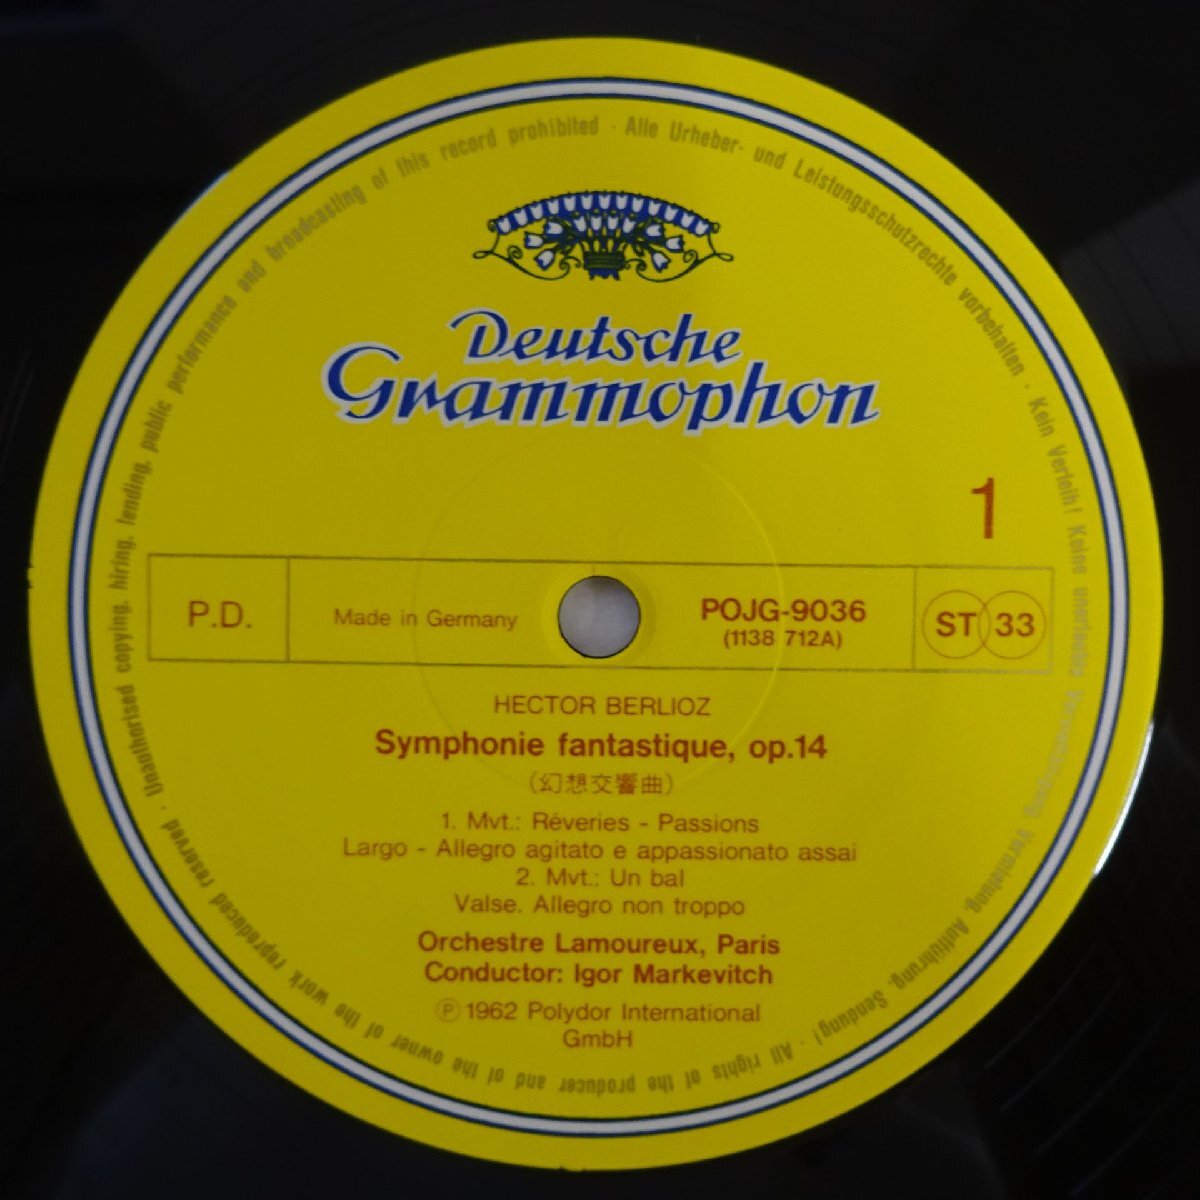 Deutsche
Grammophon
1
P.D.
Made in Germany
POJG-9036
(1138 712A)
ST 33
HECTOR BERLIOZ
Symphonie fantastique, op.14
(幻想交響曲)
1. Mvt.: Réveries - Passions
Largo - Allegro agitato e appassionato assai
2. Mvt.: Un bal
Valse. Allegro non troppo
Orchestre Lamoureux, Paris
Conductor: Igor Markevitch
Ⓟ 1962 Polydor International
GmbH
Alle Urheber- und Leistungsschutzrechte vorbehalten · Kein Verleih! Keine unerlaubte Vervielfältigung, Vermietung, Aufführung, Sendung! · All rights of the producer and of the owner of the work reproduced reserved · Unauthorised copying, hiring, lending, public performance and broadcasting of this record prohibited ·